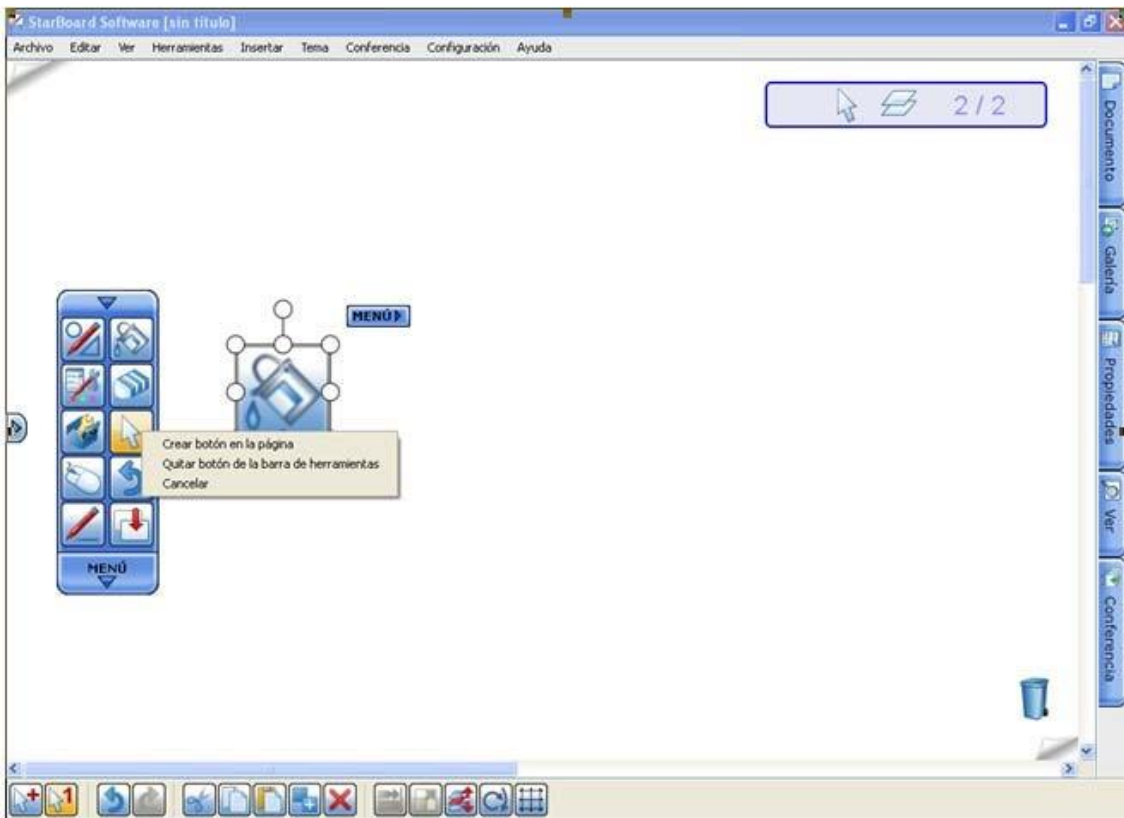 StarBoard Software [sin título]
Archivo Editar Ver Herramientas Insertar Tema Conferencia Configuración Ayuda
2 / 2
Documento
Galería
Propiedades
Ver
Conferencia
MENÚ
Crear botón en la página
Quitar botón de la barra de herramientas
Cancelar
MENÚ
1